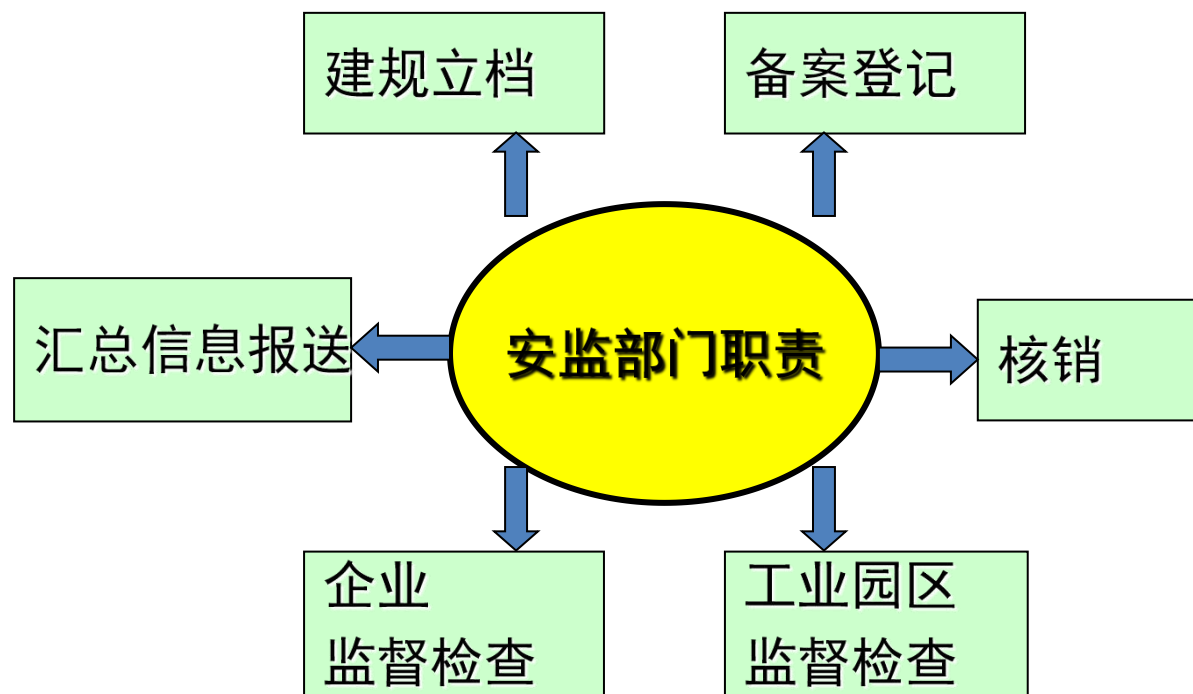 建规立档
备案登记
汇总信息报送
安监部门职责
核销
企业
监督检查
工业园区
监督检查